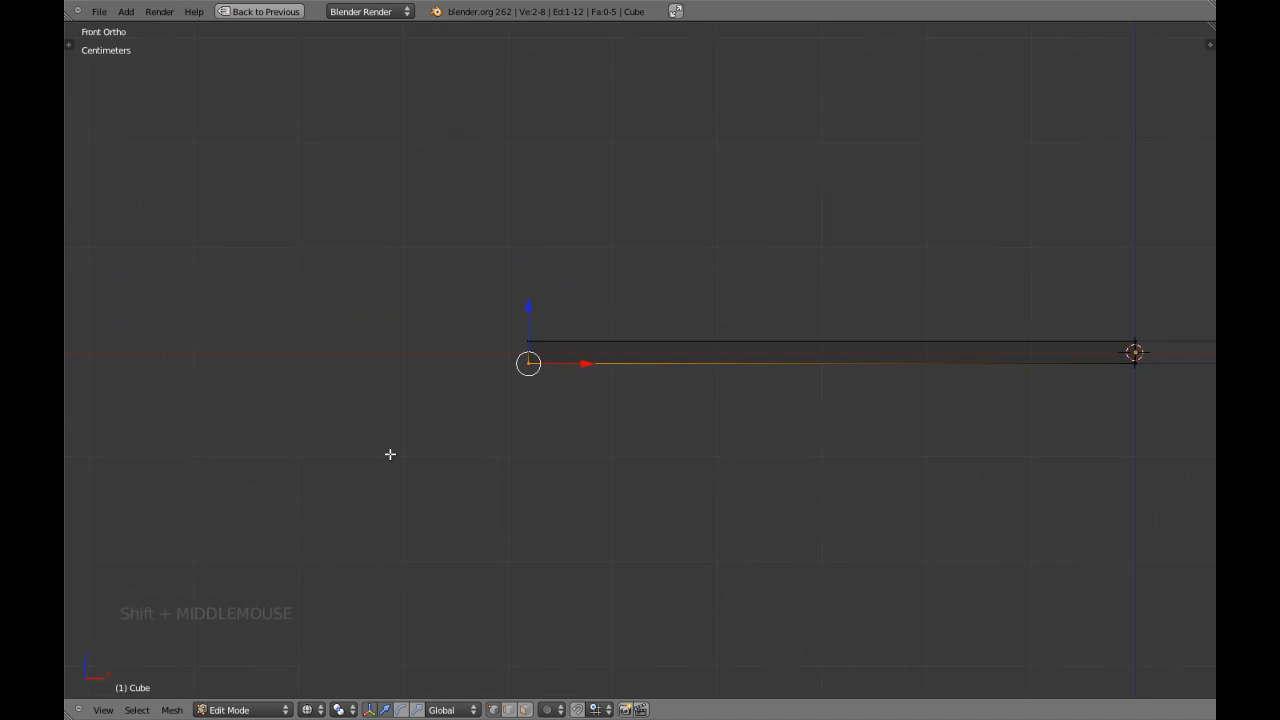 File Add Render Help Back to Previous Blender Render blender.org 262 | Ve:2-8 | Ed:1-12 | Fa:0-5 | Cube
Front Ortho
Centimeters
Shift + MIDDLEMOUSE
(1) Cube
View Select Mesh Edit Mode Global